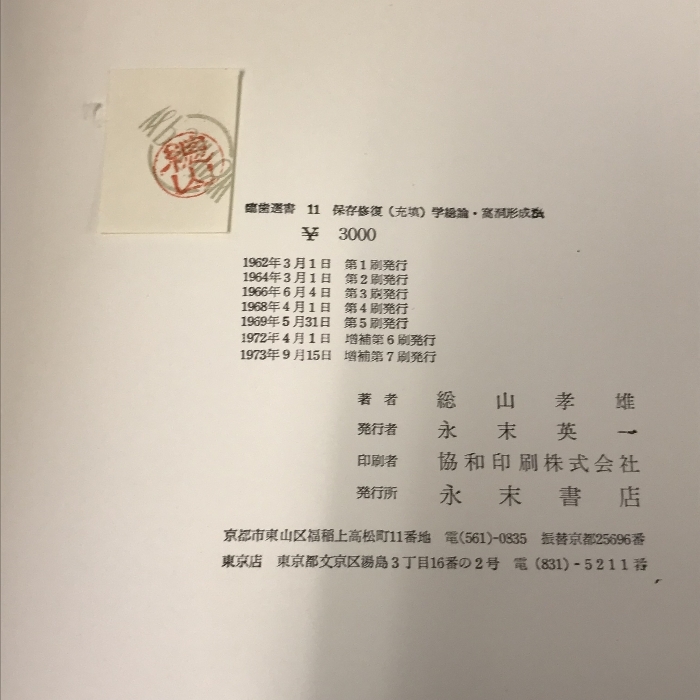 總山
臨歯選書 11 保存修復（充填）学総論・窩洞形成法
¥ 3000
1962年3月1日 第1刷発行
1964年3月1日 第2刷発行
1966年6月4日 第3刷発行
1968年4月1日 第4刷発行
1969年5月31日 第5刷発行
1972年4月1日 増補第6刷発行
1973年9月15日 増補第7刷発行
著者 総山孝雄
発行者 永末英一
印刷者 協和印刷株式会社
発行所 永末書店
京都市東山区福稲上高松町11番地 電(561)-0835 振替京都25696番
東京店 東京都文京区湯島3丁目16番の2号 電(831)-5211番